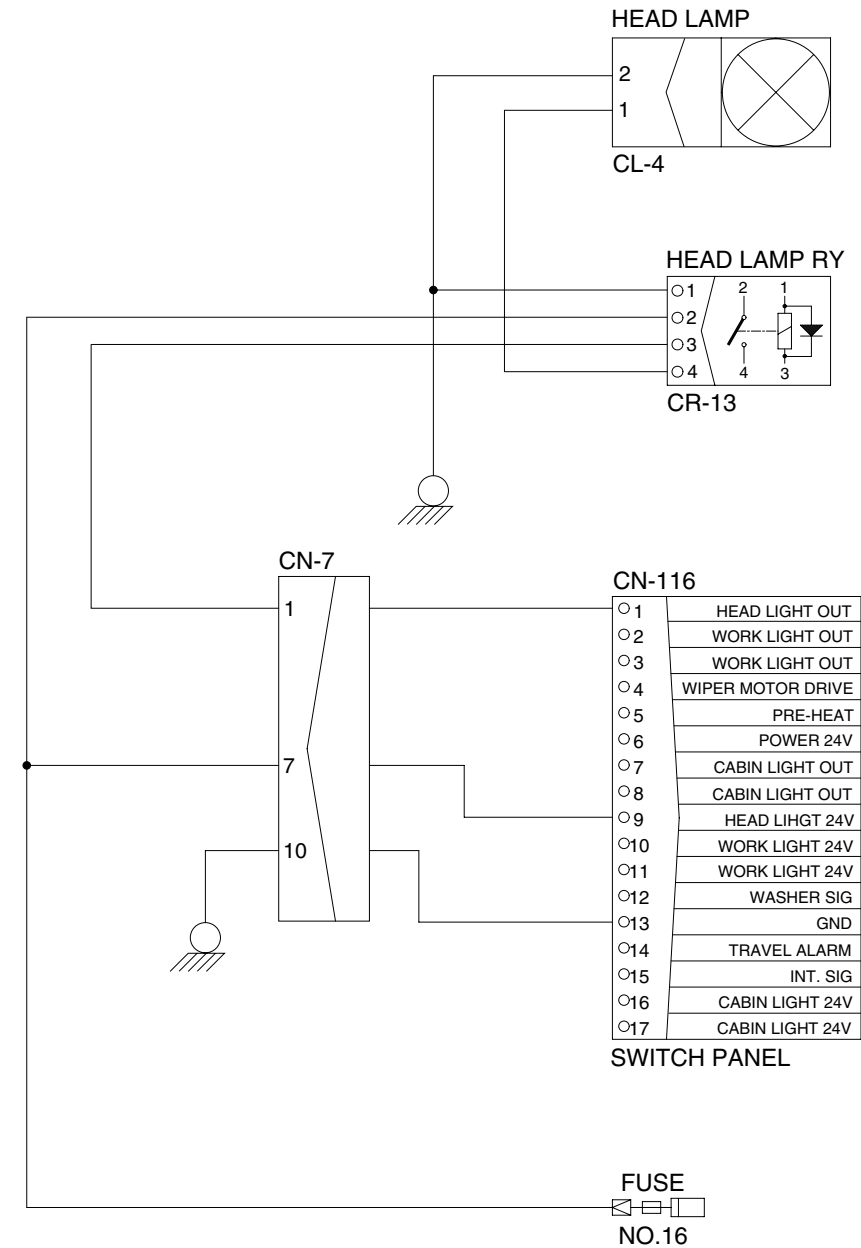 HEAD LAMP
2
1
CL-4
HEAD LAMP RY
1
2
3
4
2 1
4 3
CR-13
CN-7
1
7
10
CN-116
1 HEAD LIGHT OUT
2 WORK LIGHT OUT
3 WORK LIGHT OUT
4 WIPER MOTOR DRIVE
5 PRE-HEAT
6 POWER 24V
7 CABIN LIGHT OUT
8 CABIN LIGHT OUT
9 HEAD LIHGT 24V
10 WORK LIGHT 24V
11 WORK LIGHT 24V
12 WASHER SIG
13 GND
14 TRAVEL ALARM
15 INT. SIG
16 CABIN LIGHT 24V
17 CABIN LIGHT 24V
SWITCH PANEL
FUSE
NO.16